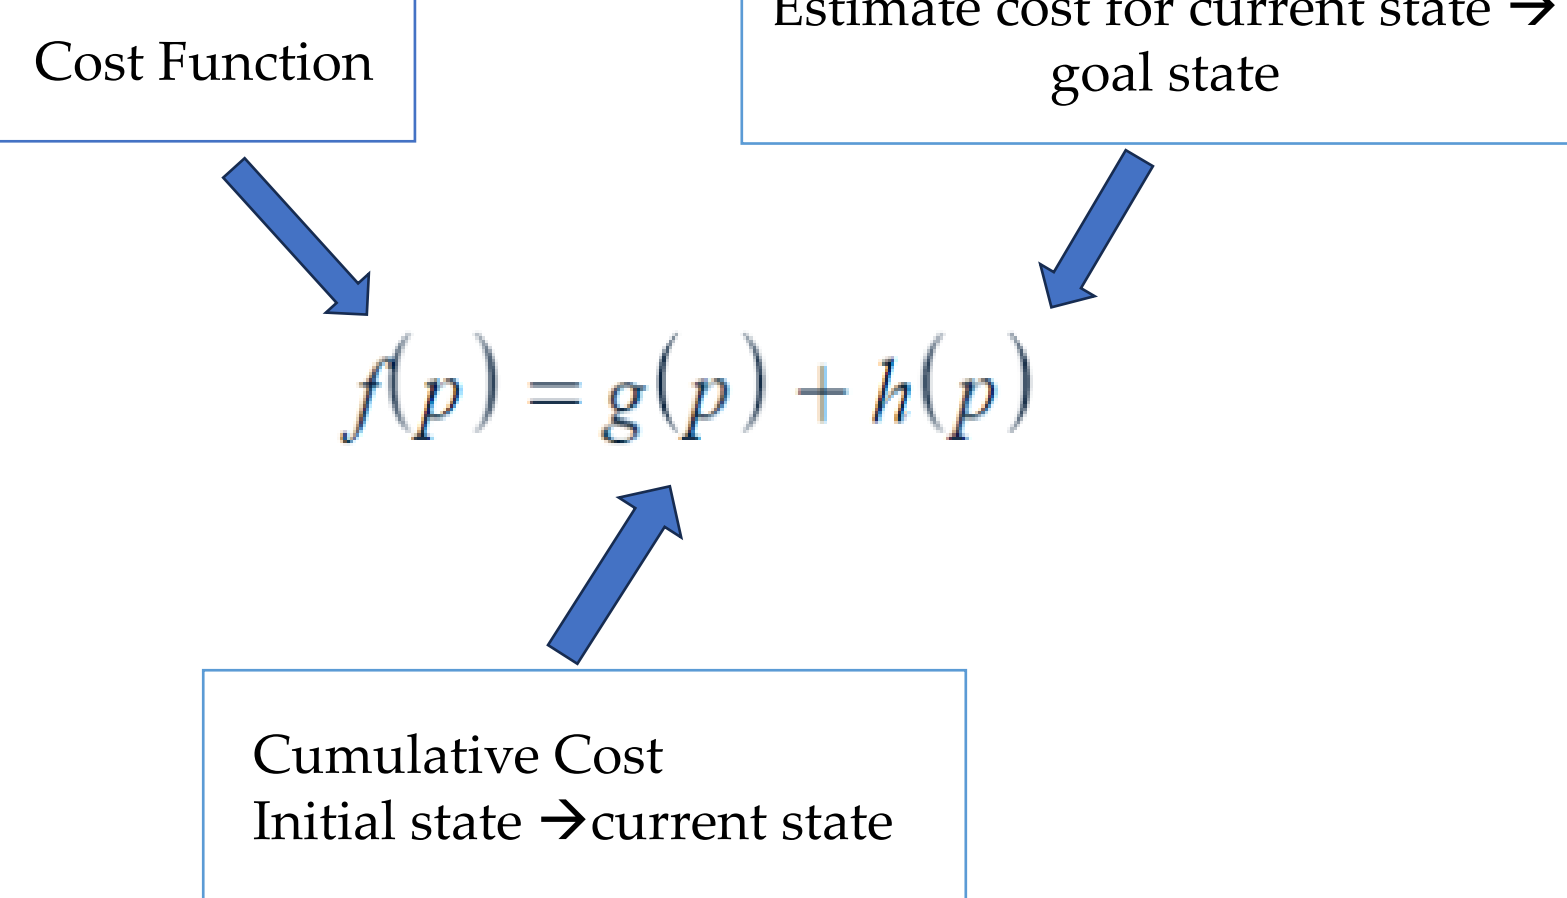 Cost Function
Estimate cost for current state →
goal state
f(p) = g(p) + h(p)
Cumulative Cost
Initial state →current state